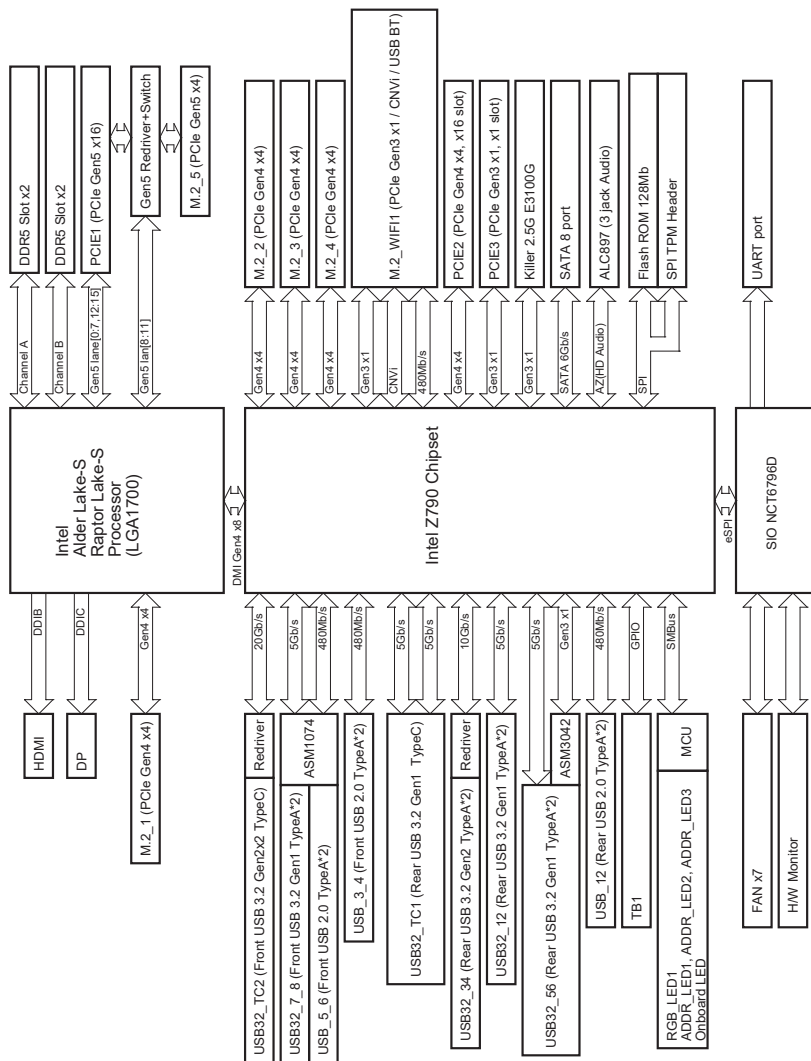 DDR5 Slot x2
DDR5 Slot x2
PCIE1 (PCIe Gen5 x16)
Gen5 Redriver+Switch
M.2_5 (PCIe Gen5 x4)
Channel A
Channel B
Gen5 lane[0:7,12:15]
Gen5 lan[8:11]
Intel
Alder Lake-S
Raptor Lake-S
Processor
(LGA1700)
DDIB
DDIC
Gen4 x4
HDMI
DP
M.2_1 (PCIe Gen4 x4)
DMI Gen4 x8
M.2_2 (PCIe Gen4 x4)
M.2_3 (PCIe Gen4 x4)
M.2_4 (PCIe Gen4 x4)
M.2_WIFI1 (PCIe Gen3 x1 / CNVi / USB BT)
PCIE2 (PCIe Gen4 x4, x16 slot)
PCIE3 (PCIe Gen3 x1, x1 slot)
Killer 2.5G E3100G
SATA 8 port
ALC897 (3 jack Audio)
Flash ROM 128Mb
SPI TPM Header
Gen4 x4
Gen4 x4
Gen4 x4
Gen3 x1
CNVi
480Mb/s
Gen4 x4
Gen3 x1
Gen3 x1
SATA 6Gb/s
AZ(HD Audio)
SPI
Intel Z790 Chipset
20Gb/s
5Gb/s
480Mb/s
480Mb/s
5Gb/s
5Gb/s
10Gb/s
5Gb/s
5Gb/s
Gen3 x1
480Mb/s
GPIO
SMBus
Redriver
ASM1074
Redriver
ASM3042
MCU
USB32_TC2 (Front USB 3.2 Gen2x2 TypeC)
USB32_7_8 (Front USB 3.2 Gen1 TypeA*2)
USB_5_6 (Front USB 2.0 TypeA*2)
USB_3_4 (Front USB 2.0 TypeA*2)
USB32_TC1 (Rear USB 3.2 Gen1 TypeC)
USB32_34 (Rear USB 3.2 Gen2 TypeA*2)
USB32_12 (Rear USB 3.2 Gen1 TypeA*2)
USB32_56 (Rear USB 3.2 Gen1 TypeA*2)
USB_12 (Rear USB 2.0 TypeA*2)
TB1
RGB_LED1
ADDR_LED1, ADDR_LED2, ADDR_LED3
Onboard LED
eSPI
UART port
SIO NCT6796D
FAN x7
H/W Monitor